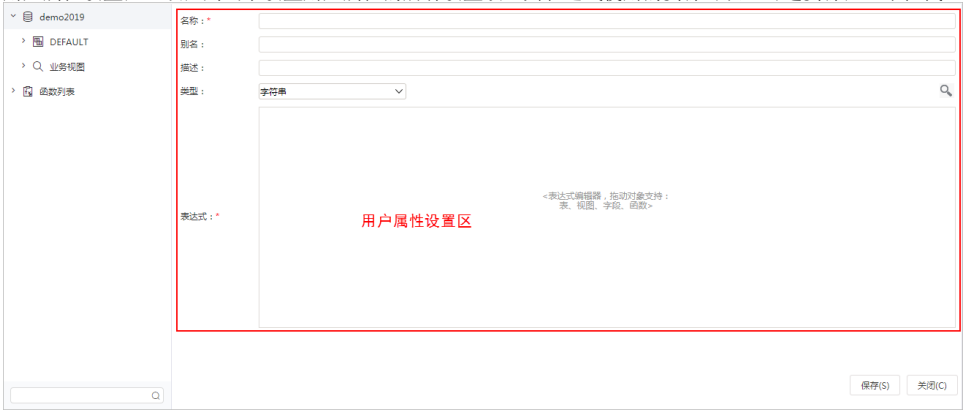 demo2019
DEFAULT
业务视图
函数列表
名称：*
别名：
描述：
类型：
字符串
表达式：*
<表达式编辑器，拖动对象支持：
表、视图、字段、函数>
用户属性设置区
保存(S)
关闭(C)